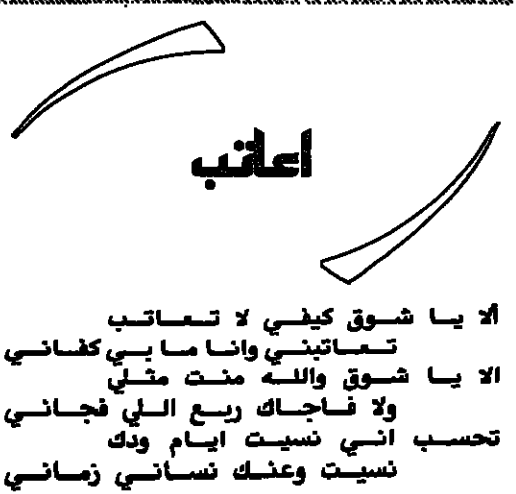 اعاتب
ألا يا شوق كيفي لا تعاتب
تعاتبني وانا ما بي كفاني
الا يا شوق والله منت مثلي
ولا فاجاك ربع اللي فجاني
تحسب اني نسيت ايام ودك
نسيت وعنك نساني زماني